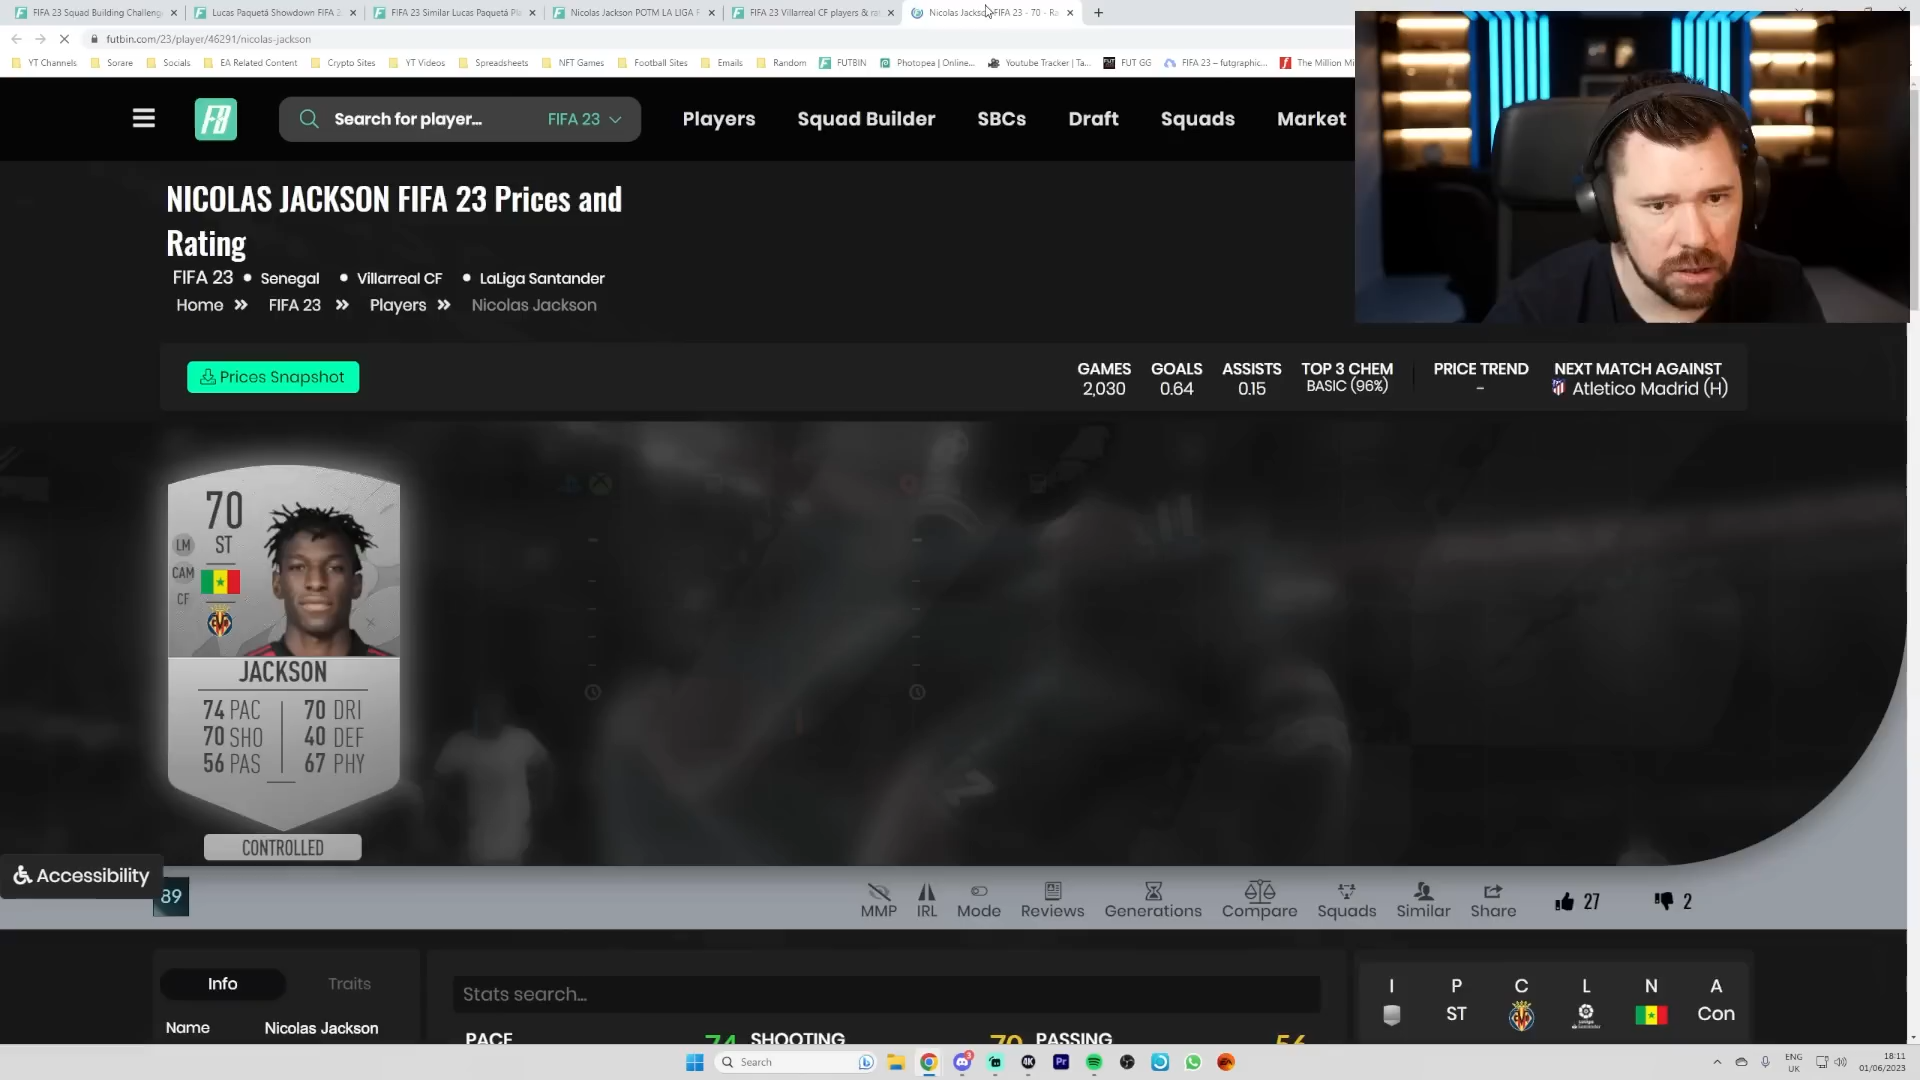 FIFA 23 Squad Building Challeng
Lucas Paquetá Showdown FIFA 2
FIFA 23 Similar Lucas Paquetá Pl
Nicolas Jackson POTM LA LIGA F
FIFA 23 Villarreal CF players & ra
Nicolas Jackson FIFA 23 - 70 - Ra
futbin.com/23/player/46291/nicolas-jackson
YT Channels
Sorare
Socials
EA Related Content
Crypto Sites
YT Videos
Spreadsheets
NFT Games
Football Sites
Emails
Random
FUTBIN
Photopea | Online...
Youtube Tracker | Ta...
FUT GG
FIFA 23 – futgraphic...
The Million Mi
Search for player...
FIFA 23
Players
Squad Builder
SBCs
Draft
Squads
Market
NICOLAS JACKSON FIFA 23 Prices and
Rating
FIFA 23 • Senegal • Villarreal CF • LaLiga Santander
Home » FIFA 23 » Players » Nicolas Jackson
Prices Snapshot
GAMES
2,030
GOALS
0.64
ASSISTS
0.15
TOP 3 CHEM
BASIC (96%)
PRICE TREND
-
NEXT MATCH AGAINST
Atletico Madrid (H)
70
ST
LM
CAM
CF
JACKSON
74 PAC
70 DRI
70 SHO
40 DEF
56 PAS
67 PHY
CONTROLLED
Accessibility
89
MMP
IRL
Mode
Reviews
Generations
Compare
Squads
Similar
Share
27
2
Info
Traits
Name
Nicolas Jackson
Stats search...
PACE
74
SHOOTING
70
PASSING
56
I
P
C
L
N
A
ST
Con
Search
ENG
UK
18:11
01/06/2023